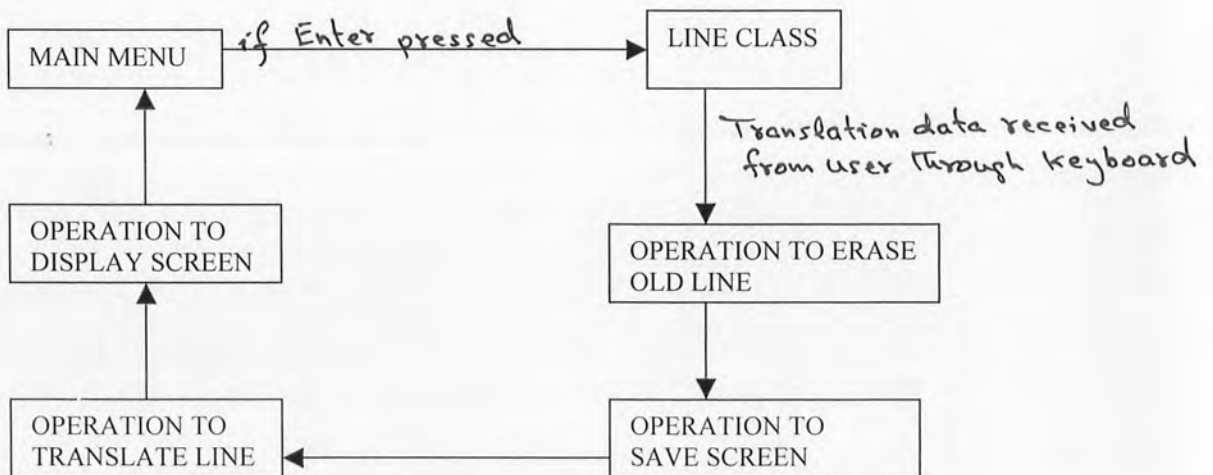 MAIN MENU
if Enter pressed
LINE CLASS
Translation data received
from user through keyboard
OPERATION TO ERASE
OLD LINE
OPERATION TO
SAVE SCREEN
OPERATION TO
TRANSLATE LINE
OPERATION TO
DISPLAY SCREEN